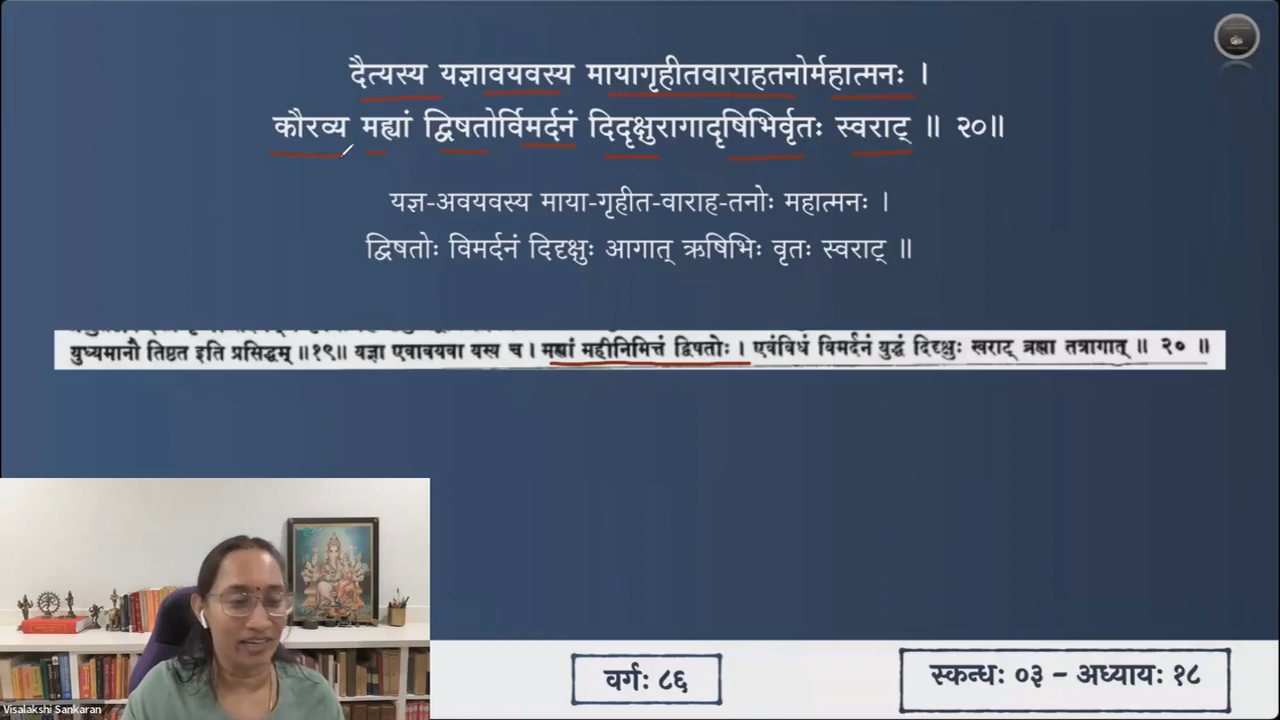 दैत्यस्य यज्ञावयवस्य मायागृहीतवाराहतनोर्महात्मनः ।
कौरव्य मह्यां द्विषतोर्विमर्दनं दिदृक्षुरागादृषिभिर्वृतः स्वराट् ॥ २०॥
यज्ञ-अवयवस्य माया-गृहीत-वाराह-तनोः महात्मनः ।
द्विषतोः विमर्दनं दिदृक्षुः आगात् ऋषिभिः वृतः स्वराट् ॥
युध्यमानौ तिष्ठत इति प्रसिद्धम् ॥१९॥ यज्ञा एवावयवा यस्य च । मह्यां महीनिमित्तं द्विषतोः । एवंविधं विमर्दनं युद्धं दिदृक्षुः स्वराट् ब्रह्मा तत्रागात् ॥ २० ॥
वर्गः ८६
स्कन्धः ०३ – अध्यायः १८
Visalakshi Sankaran